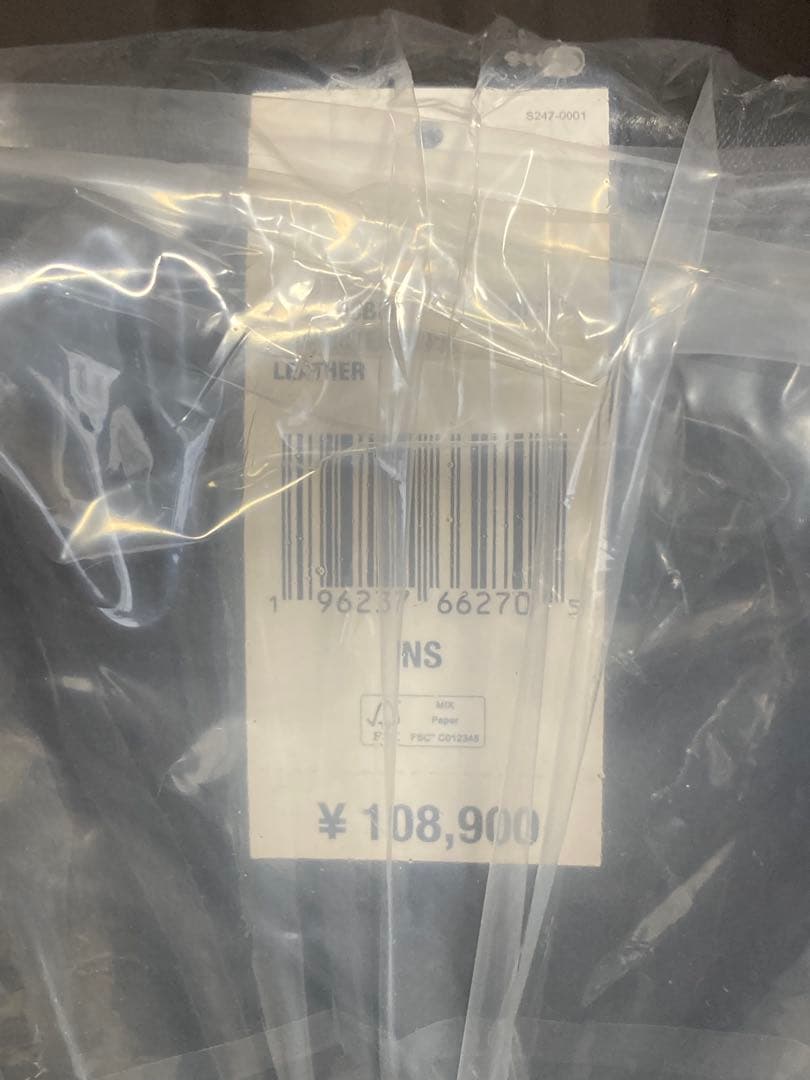 S247-0001
LEATHER
1 96237 66270 5
NS
MIX
Paper
FSC® C012345
FSC
¥ 108,900